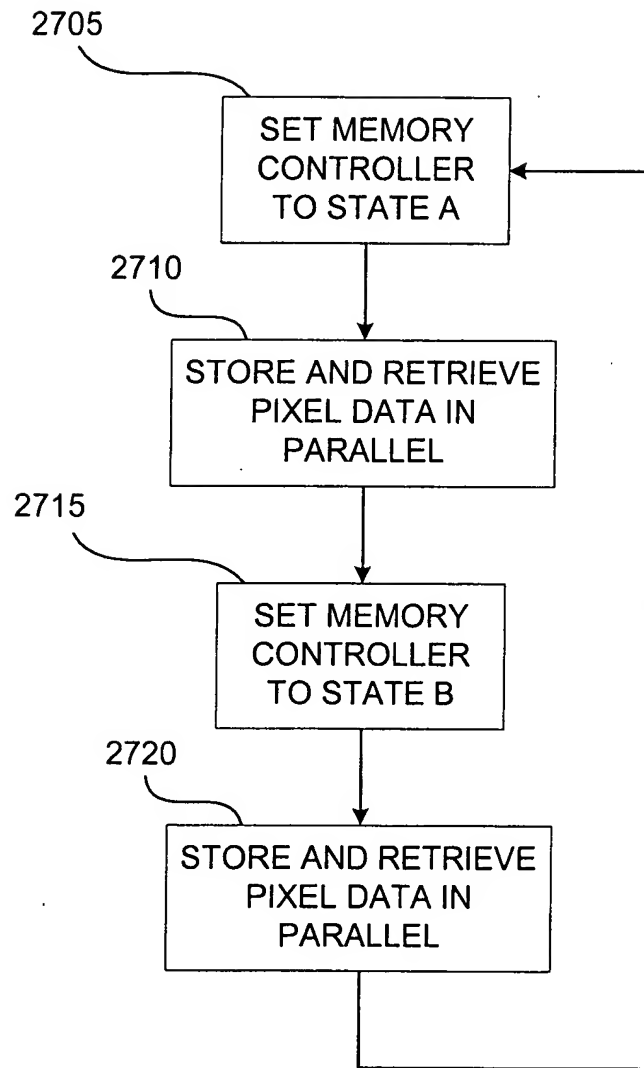 2705
SET MEMORY
CONTROLLER
TO STATE A
2710
STORE AND RETRIEVE
PIXEL DATA IN
PARALLEL
2715
SET MEMORY
CONTROLLER
TO STATE B
2720
STORE AND RETRIEVE
PIXEL DATA IN
PARALLEL